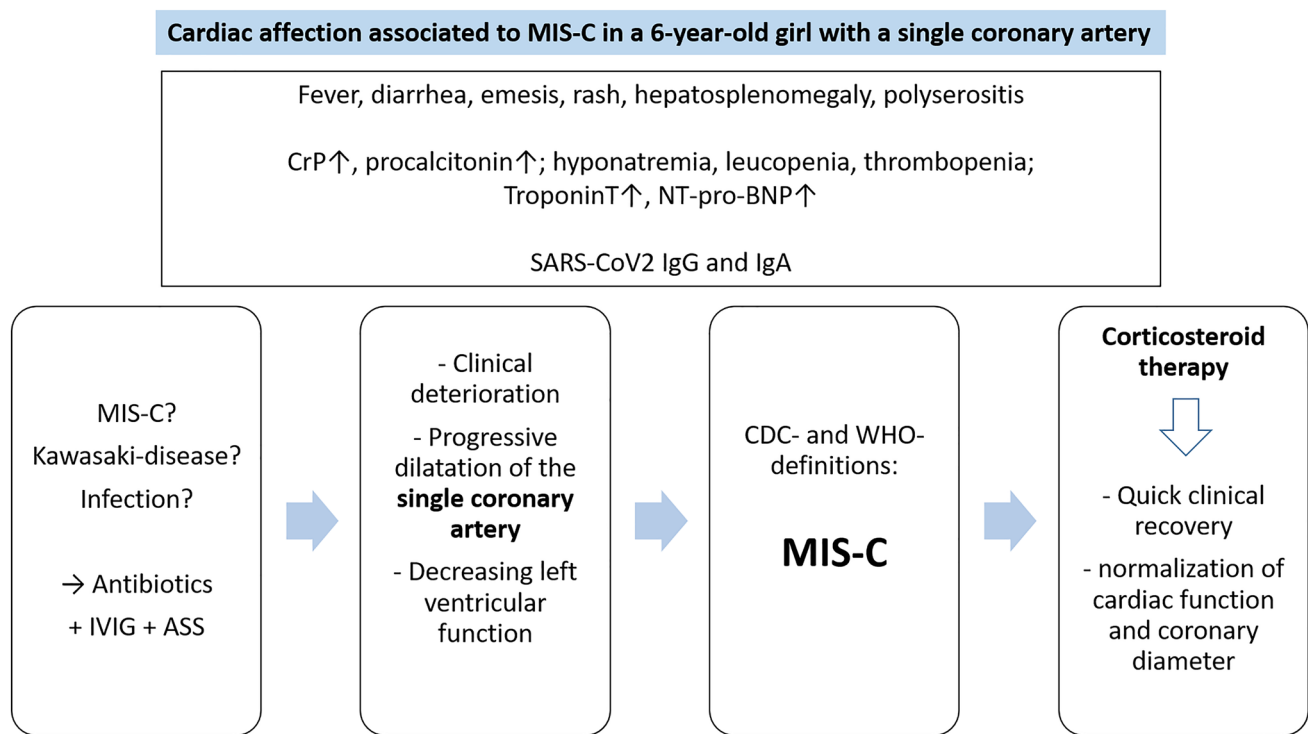 Cardiac affection associated to MIS-C in a 6-year-old girl with a single coronary artery
Fever, diarrhea, emesis, rash, hepatosplenomegaly, polyserositis
CrP↑, procalcitonin↑; hyponatremia, leucopenia, thrombopenia;
TroponinT↑, NT-pro-BNP↑
SARS-CoV2 IgG and IgA
MIS-C?
Kawasaki-disease?
Infection?
→ Antibiotics
+ IVIG + ASS
- Clinical
deterioration
- Progressive
dilatation of the
single coronary
artery
- Decreasing left
ventricular
function
CDC- and WHO-
definitions:
MIS-C
Corticosteroid
therapy
- Quick clinical
recovery
- normalization of
cardiac function
and coronary
diameter